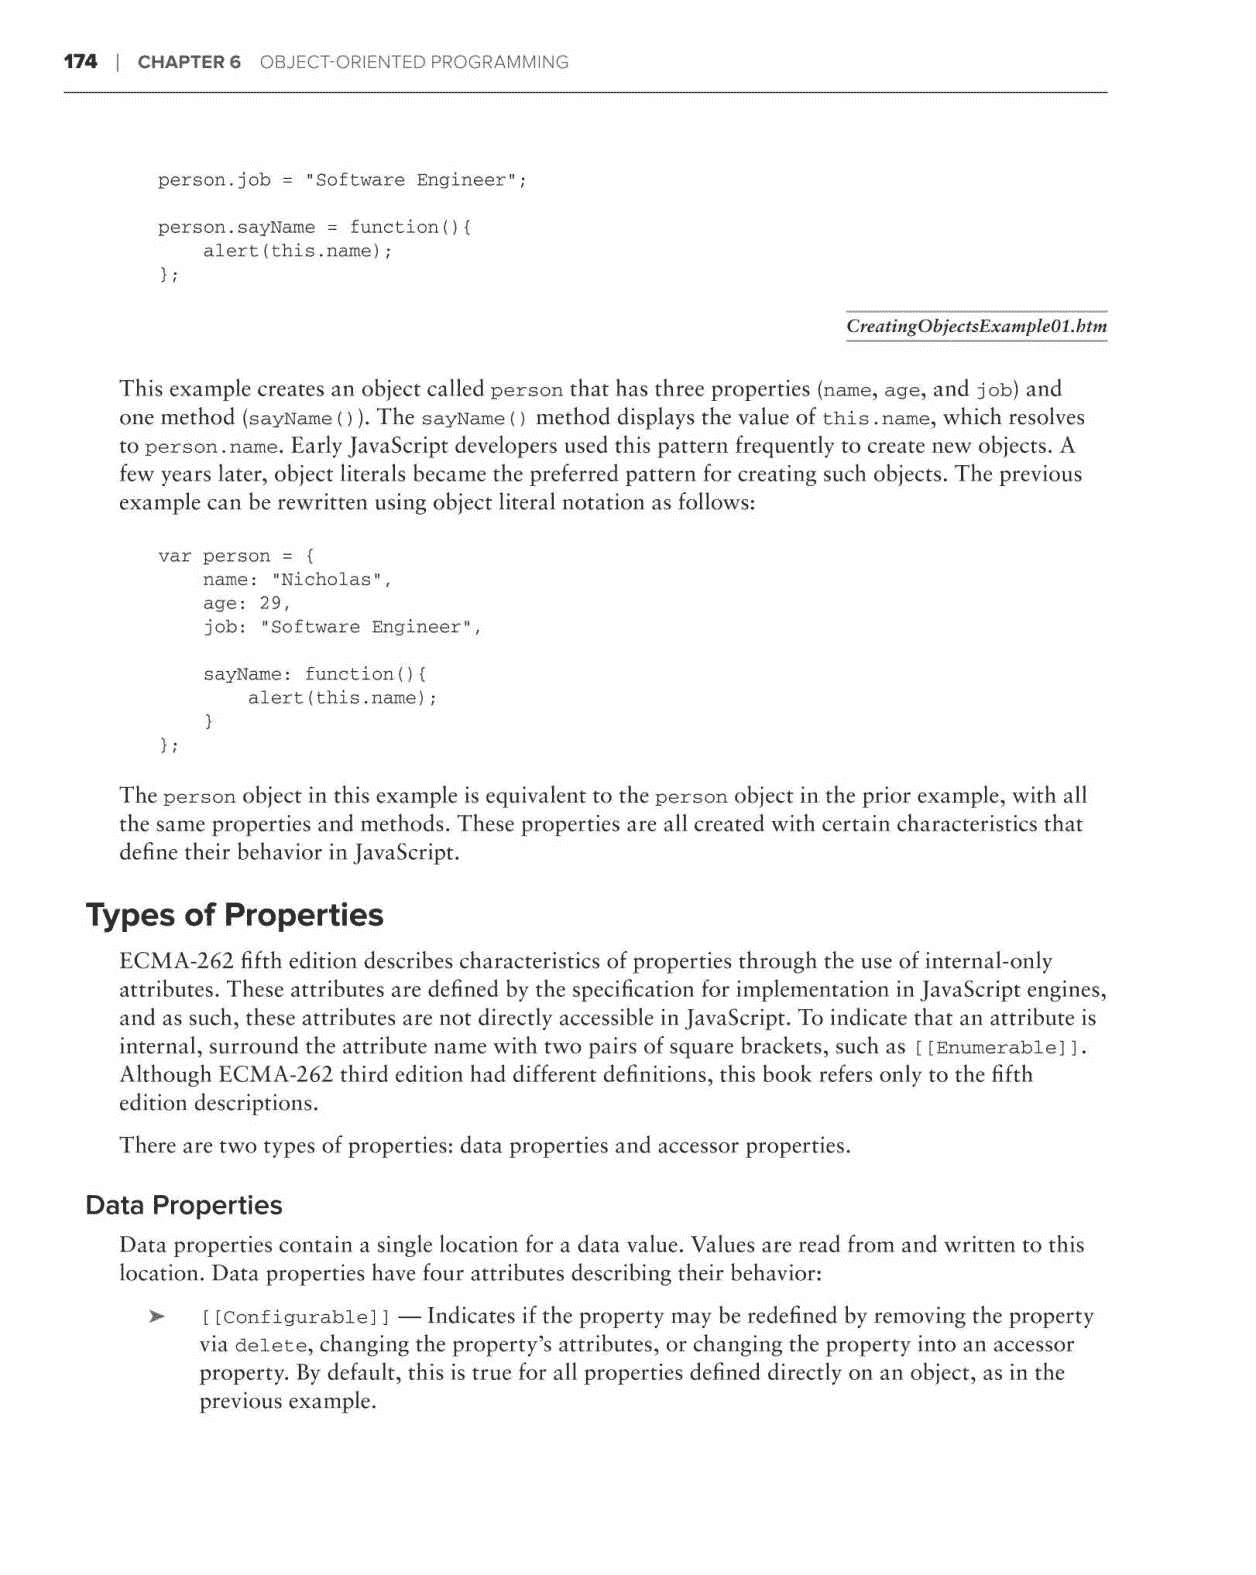 174 | CHAPTER 6 OBJECT-ORIENTED PROGRAMMING
person.job = "Software Engineer";
person.sayName = function(){
alert(this.name);
};
CreatingObjectsExample01.htm
This example creates an object called person that has three properties (name, age, and job) and
one method (sayName()). The sayName() method displays the value of this.name, which resolves
to person.name. Early JavaScript developers used this pattern frequently to create new objects. A
few years later, object literals became the preferred pattern for creating such objects. The previous
example can be rewritten using object literal notation as follows:
var person = {
name: "Nicholas",
age: 29,
job: "Software Engineer",
sayName: function(){
alert(this.name);
}
};
The person object in this example is equivalent to the person object in the prior example, with all
the same properties and methods. These properties are all created with certain characteristics that
define their behavior in JavaScript.
Types of Properties
ECMA-262 fifth edition describes characteristics of properties through the use of internal-only
attributes. These attributes are defined by the specification for implementation in JavaScript engines,
and as such, these attributes are not directly accessible in JavaScript. To indicate that an attribute is
internal, surround the attribute name with two pairs of square brackets, such as [[Enumerable]].
Although ECMA-262 third edition had different definitions, this book refers only to the fifth
edition descriptions.
There are two types of properties: data properties and accessor properties.
Data Properties
Data properties contain a single location for a data value. Values are read from and written to this
location. Data properties have four attributes describing their behavior:
➤ [[Configurable]] — Indicates if the property may be redefined by removing the property
via delete, changing the property's attributes, or changing the property into an accessor
property. By default, this is true for all properties defined directly on an object, as in the
previous example.